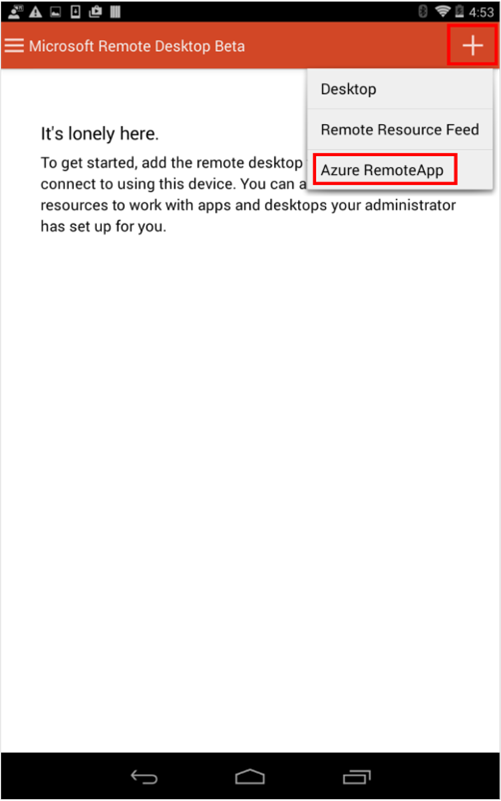 4:53
Microsoft Remote Desktop Beta
Desktop
Remote Resource Feed
Azure RemoteApp
It's lonely here.
To get started, add the remote desktop
connect to using this device. You can a
resources to work with apps and desktops your administrator
has set up for you.